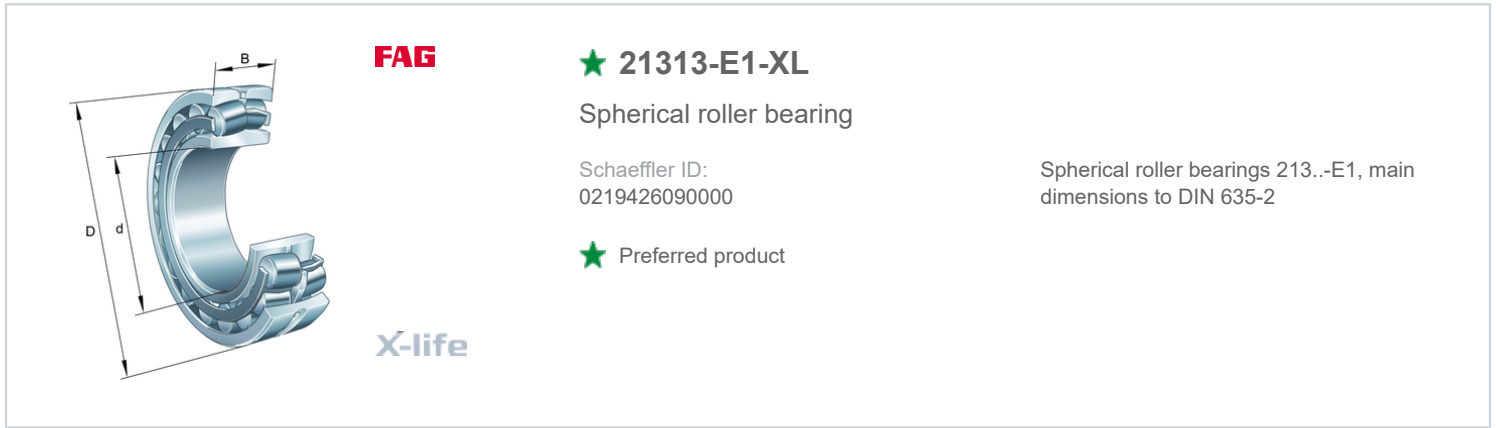 B
D
d
FAG
X-life
21313-E1-XL
Spherical roller bearing
Schaeffler ID:
0219426090000
Preferred product
Spherical roller bearings 213..-E1, main
dimensions to DIN 635-2